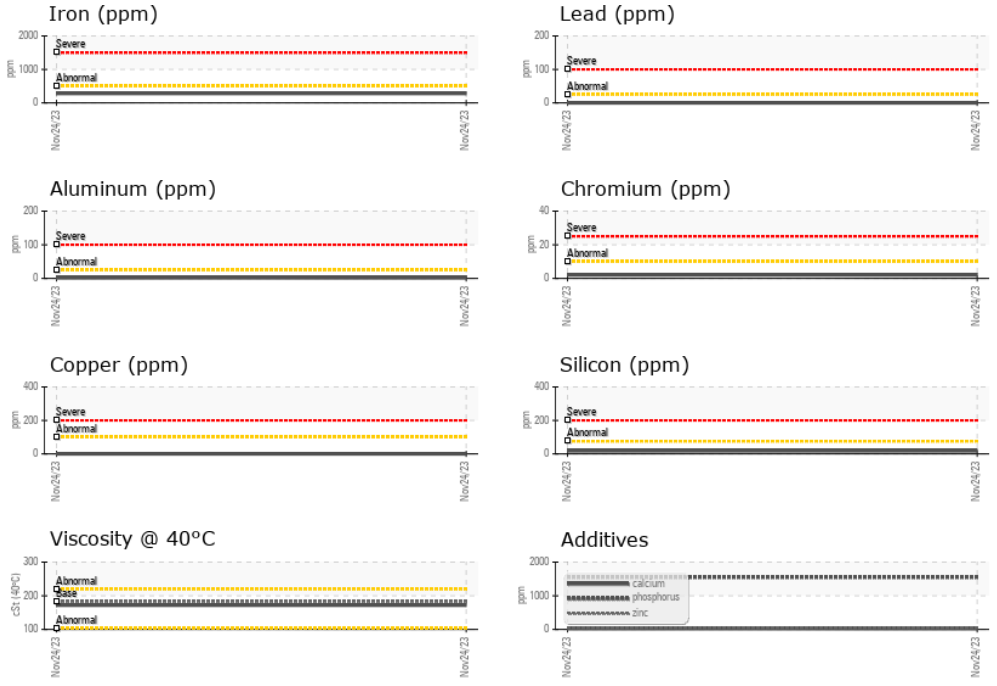 Iron (ppm)
2000
1000
0
ppm
Severe
Abnormal
Nov24/23
Nov24/23
Lead (ppm)
200
100
0
ppm
Severe
Abnormal
Nov24/23
Nov24/23
Aluminum (ppm)
200
100
0
ppm
Severe
Abnormal
Nov24/23
Nov24/23
Chromium (ppm)
40
20
0
ppm
Severe
Abnormal
Nov24/23
Nov24/23
Copper (ppm)
400
200
0
ppm
Severe
Abnormal
Nov24/23
Nov24/23
Silicon (ppm)
400
200
0
ppm
Severe
Abnormal
Nov24/23
Nov24/23
Viscosity @ 40°C
300
200
100
cSt (40°C)
Abnormal
Base
Abnormal
Nov24/23
Nov24/23
Additives
2000
1000
0
ppm
calcium
phosphorus
zinc
Nov24/23
Nov24/23